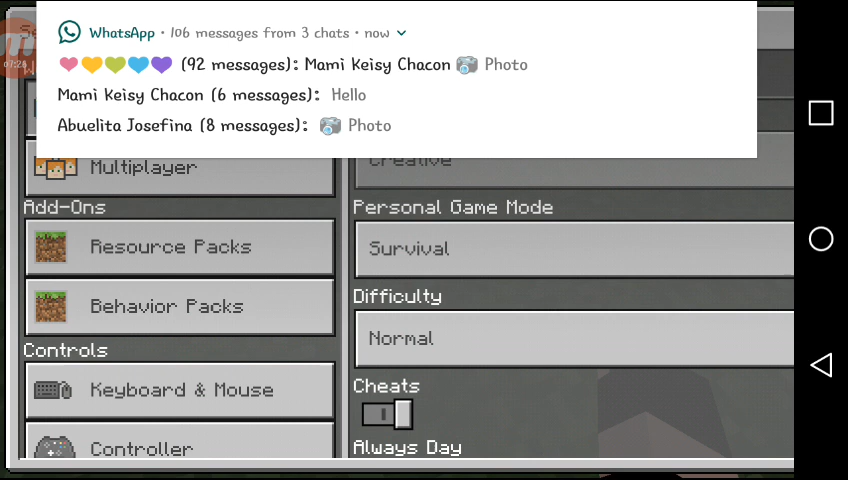 WhatsApp • 106 messages from 3 chats • now
(92 messages): Mami Keisy Chacon 📷 Photo
Mami Keisy Chacon (6 messages): Hello
Abuelita Josefina (8 messages): 📷 Photo
07:26
Multiplayer
Creative
Add-Ons
Personal Game Mode
Resource Packs
Survival
Behavior Packs
Difficulty
Normal
Controls
Cheats
Keyboard & Mouse
Always Day
Controller